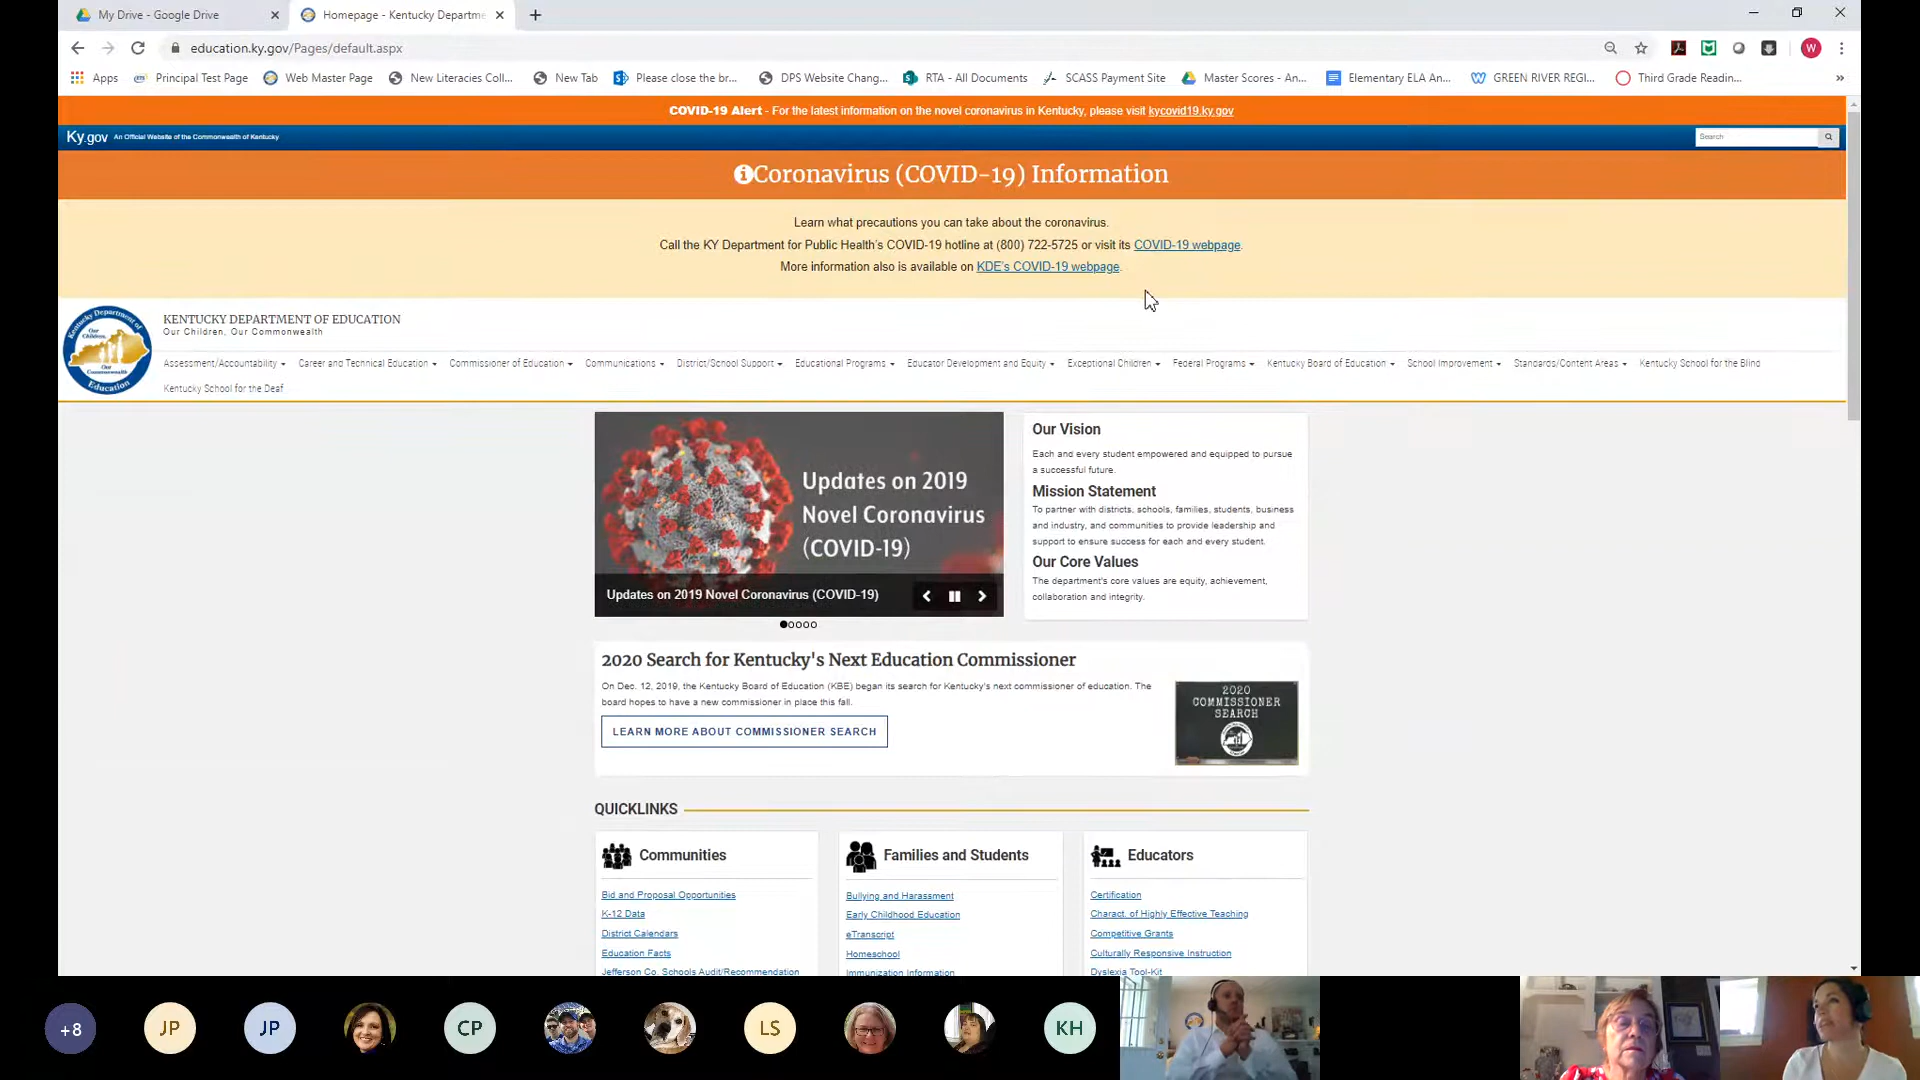 My Drive - Google Drive
Homepage - Kentucky Departme
education.ky.gov/Pages/default.aspx
W
Apps
Principal Test Page
Web Master Page
New Literacies Coll...
New Tab
Please close the br...
DPS Website Chang...
RTA - All Documents
SCASS Payment Site
Master Scores - An...
Elementary ELA An...
GREEN RIVER REGI...
Third Grade Readin...
»
COVID-19 Alert - For the latest information on the novel coronavirus in Kentucky, please visit kycovid19.ky.gov
Ky.gov An Official Website of the Commonwealth of Kentucky
Search
Coronavirus (COVID-19) Information
Learn what precautions you can take about the coronavirus.
Call the KY Department for Public Health's COVID-19 hotline at (800) 722-5725 or visit its COVID-19 webpage.
More information also is available on KDE's COVID-19 webpage.
Kentucky Department of Education
Our Children, Our Commonwealth
KENTUCKY DEPARTMENT OF EDUCATION
Our Children, Our Commonwealth
Assessment/Accountability
Career and Technical Education
Commissioner of Education
Communications
District/School Support
Educational Programs
Educator Development and Equity
Exceptional Children
Federal Programs
Kentucky Board of Education
School Improvement
Standards/Content Areas
Kentucky School for the Blind
Kentucky School for the Deaf
Updates on 2019
Novel Coronavirus
(COVID-19)
Updates on 2019 Novel Coronavirus (COVID-19)
Our Vision
Each and every student empowered and equipped to pursue
a successful future.
Mission Statement
To partner with districts, schools, families, students, business
and industry, and communities to provide leadership and
support to ensure success for each and every student.
Our Core Values
The department's core values are equity, achievement,
collaboration and integrity.
2020 Search for Kentucky's Next Education Commissioner
On Dec. 12, 2019, the Kentucky Board of Education (KBE) began its search for Kentucky's next commissioner of education. The
board hopes to have a new commissioner in place this fall.
LEARN MORE ABOUT COMMISSIONER SEARCH
2020
COMMISSIONER
SEARCH
QUICKLINKS
Communities
Bid and Proposal Opportunities
K-12 Data
District Calendars
Education Facts
Jefferson Co. Schools Audit/Recommendation
Families and Students
Bullying and Harassment
Early Childhood Education
eTranscript
Homeschool
Immunization Information
Educators
Certification
Charact. of Highly Effective Teaching
Competitive Grants
Culturally Responsive Instruction
Dyslexia Tool-Kit
+8
JP
JP
CP
LS
KH